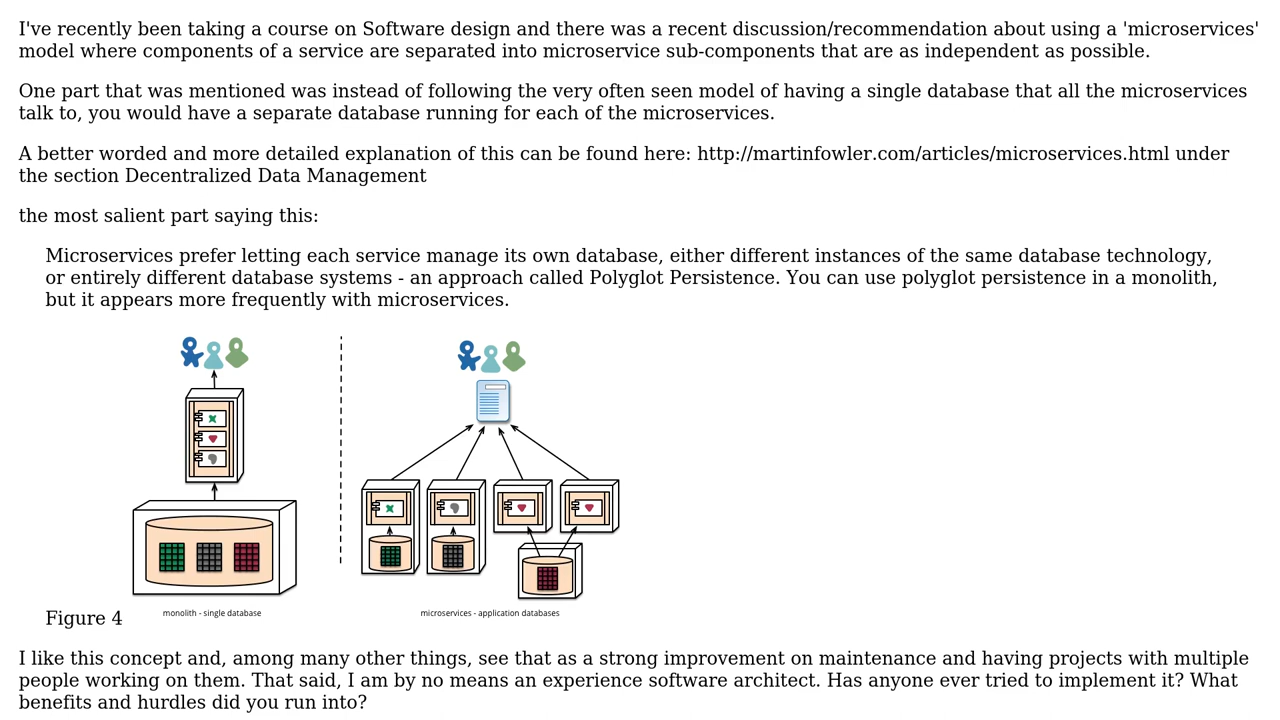 I've recently been taking a course on Software design and there was a recent discussion/recommendation about using a 'microservices'
model where components of a service are separated into microservice sub-components that are as independent as possible.
One part that was mentioned was instead of following the very often seen model of having a single database that all the microservices
talk to, you would have a separate database running for each of the microservices.
A better worded and more detailed explanation of this can be found here: http://martinfowler.com/articles/microservices.html under
the section Decentralized Data Management
the most salient part saying this:
Microservices prefer letting each service manage its own database, either different instances of the same database technology,
or entirely different database systems - an approach called Polyglot Persistence. You can use polyglot persistence in a monolith,
but it appears more frequently with microservices.
monolith - single database
microservices - application databases
Figure 4
I like this concept and, among many other things, see that as a strong improvement on maintenance and having projects with multiple
people working on them. That said, I am by no means an experience software architect. Has anyone ever tried to implement it? What
benefits and hurdles did you run into?